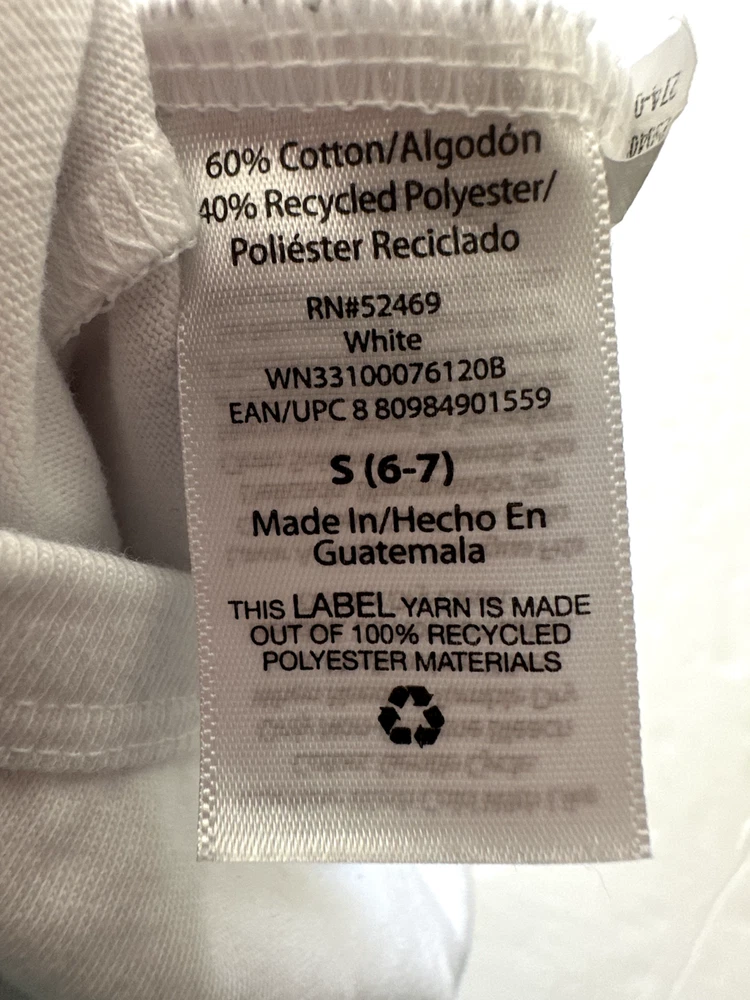 60% Cotton/Algodón
40% Recycled Polyester/
Poliéster Reciclado
RN#52469
White
WN33100076120B
EAN/UPC 8 80984901559
S (6-7)
Made In/Hecho En
Guatemala
THIS LABEL YARN IS MADE
OUT OF 100% RECYCLED
POLYESTER MATERIALS